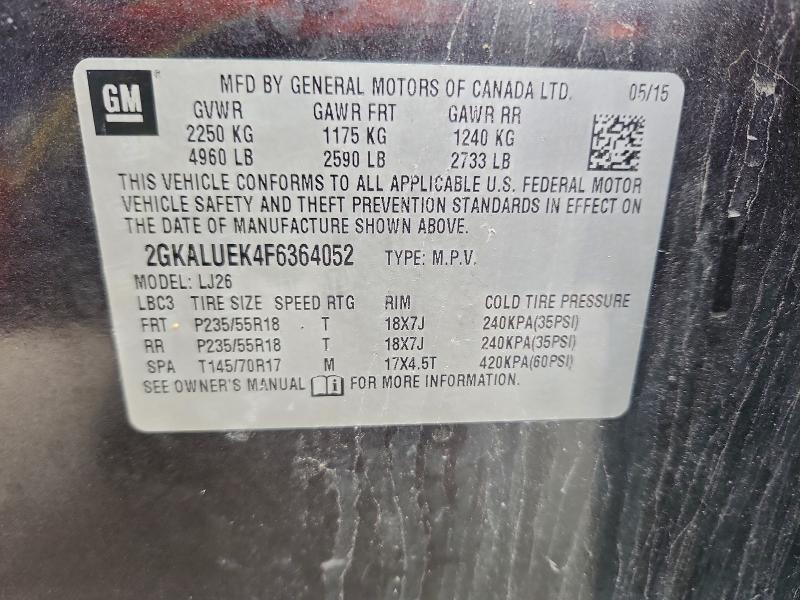 GM
MFD BY GENERAL MOTORS OF CANADA LTD. 05/15
GVWR GAWR FRT GAWR RR
2250 KG 1175 KG 1240 KG
4960 LB 2590 LB 2733 LB
THIS VEHICLE CONFORMS TO ALL APPLICABLE U.S. FEDERAL MOTOR
VEHICLE SAFETY AND THEFT PREVENTION STANDARDS IN EFFECT ON
THE DATE OF MANUFACTURE SHOWN ABOVE.
2GKALUEK4F6364052 TYPE: M.P.V.
MODEL: LJ26
LBC3 TIRE SIZE SPEED RTG RIM COLD TIRE PRESSURE
FRT P235/55R18 T 18X7J 240KPA(35PSI)
RR P235/55R18 T 18X7J 240KPA(35PSI)
SPA T145/70R17 M 17X4.5T 420KPA(60PSI)
SEE OWNER'S MANUAL i FOR MORE INFORMATION.